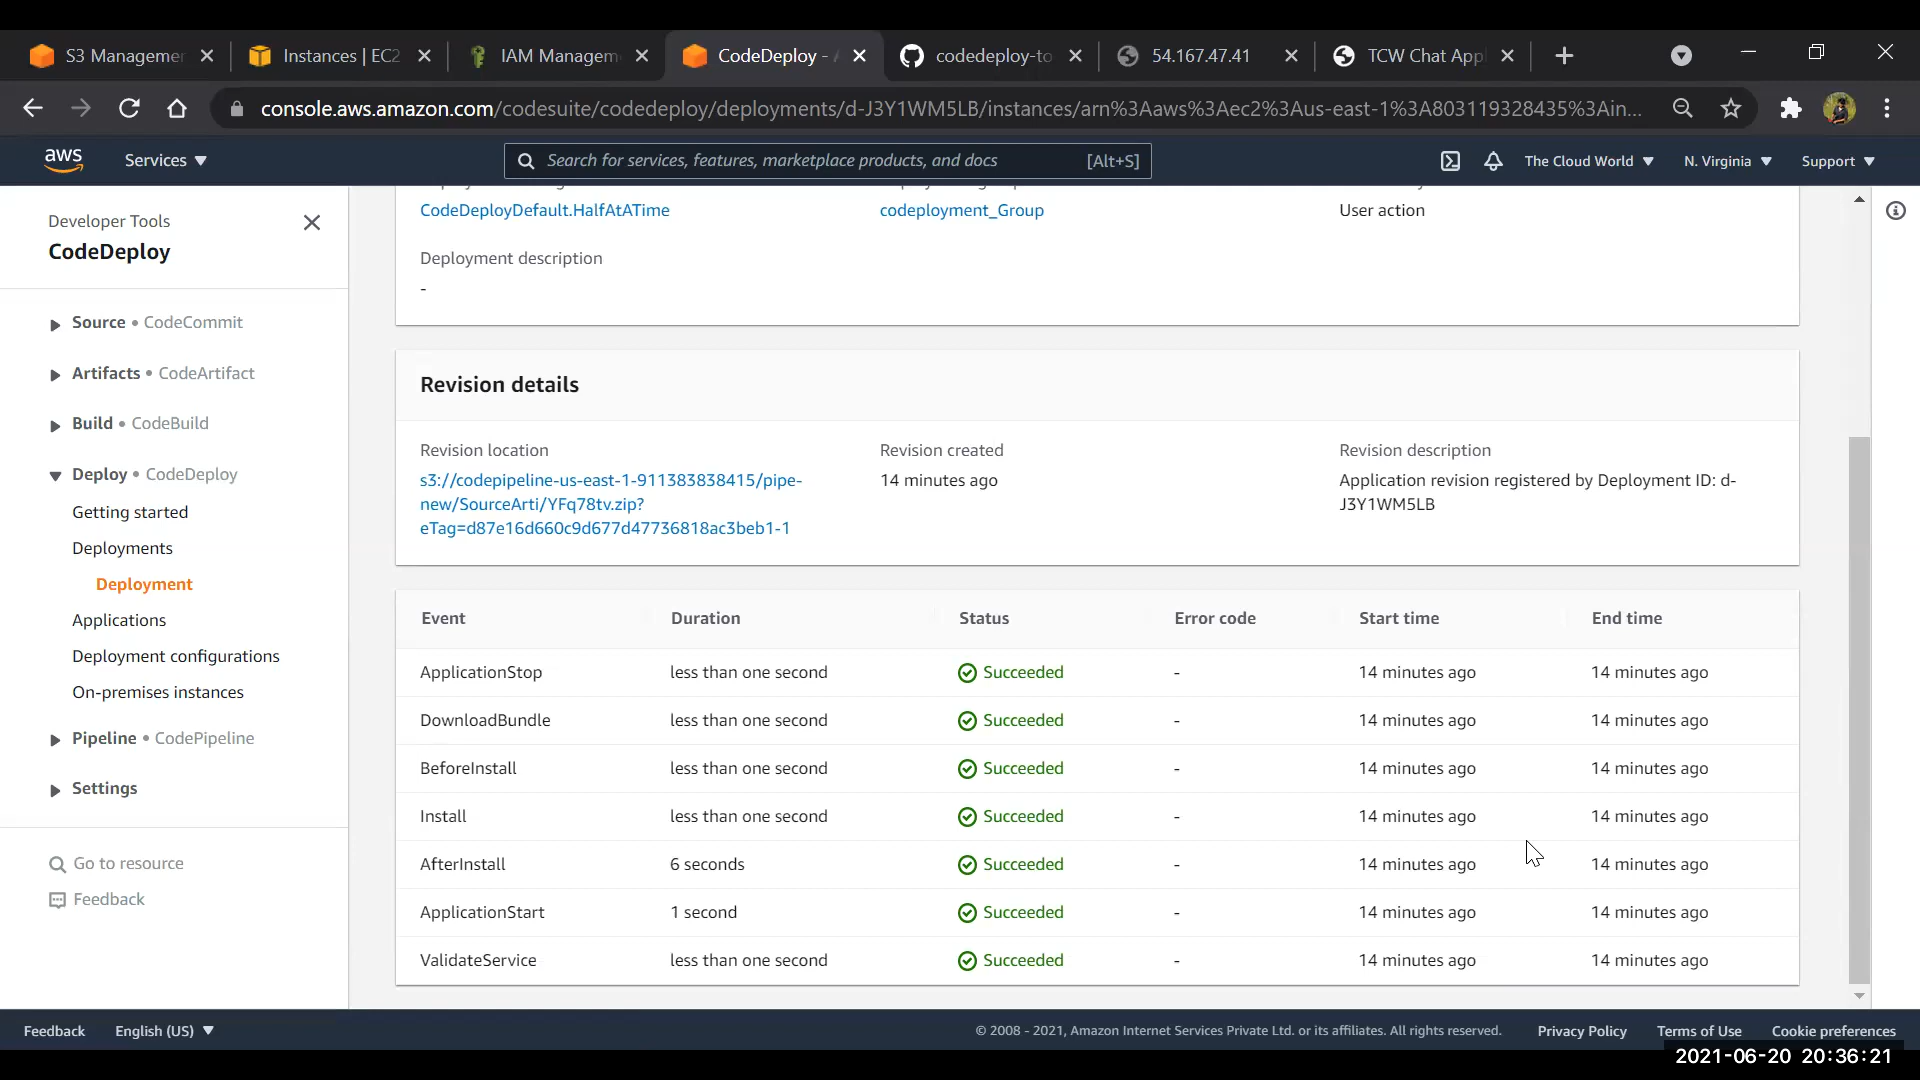 S3 Managemen
Instances | EC2
IAM Managem
CodeDeploy - A
codedeploy-to
54.167.47.41
TCW Chat Appl
console.aws.amazon.com/codesuite/codedeploy/deployments/d-J3Y1WM5LB/instances/arn%3Aaws%3Aec2%3Aus-east-1%3A803119328435%3Ain...
aws
Services
Search for services, features, marketplace products, and docs
[Alt+S]
The Cloud World
N. Virginia
Support
Developer Tools
CodeDeploy
Source • CodeCommit
Artifacts • CodeArtifact
Build • CodeBuild
Deploy • CodeDeploy
Getting started
Deployments
Deployment
Applications
Deployment configurations
On-premises instances
Pipeline • CodePipeline
Settings
Go to resource
Feedback
CodeDeployDefault.HalfAtATime
codeployment_Group
User action
Deployment description
-
Revision details
Revision location
s3://codepipeline-us-east-1-911383838415/pipe-
new/SourceArti/YFq78tv.zip?
eTag=d87e16d660c9d677d47736818ac3beb1-1
Revision created
14 minutes ago
Revision description
Application revision registered by Deployment ID: d-
J3Y1WM5LB
Event Duration Status Error code Start time End time
ApplicationStop less than one second Succeeded - 14 minutes ago 14 minutes ago
DownloadBundle less than one second Succeeded - 14 minutes ago 14 minutes ago
BeforeInstall less than one second Succeeded - 14 minutes ago 14 minutes ago
Install less than one second Succeeded - 14 minutes ago 14 minutes ago
AfterInstall 6 seconds Succeeded - 14 minutes ago 14 minutes ago
ApplicationStart 1 second Succeeded - 14 minutes ago 14 minutes ago
ValidateService less than one second Succeeded - 14 minutes ago 14 minutes ago
Feedback
English (US)
© 2008 - 2021, Amazon Internet Services Private Ltd. or its affiliates. All rights reserved.
Privacy Policy
Terms of Use
Cookie preferences
2021-06-20 20:36:21